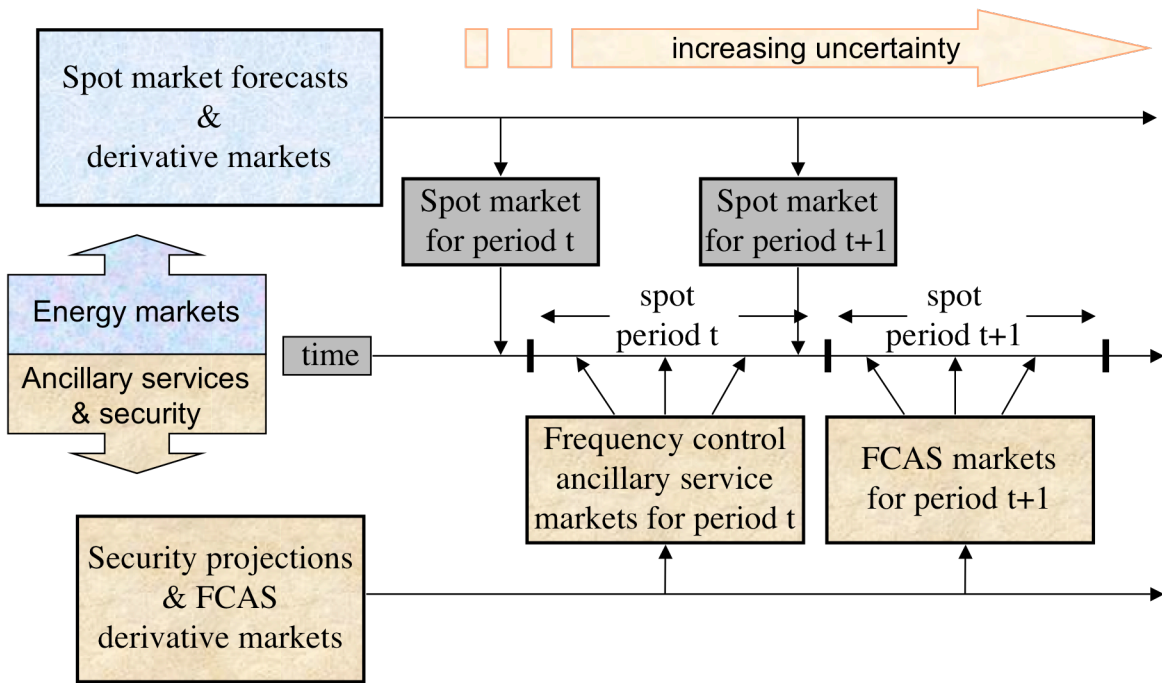 increasing uncertainty
Spot market forecasts
&
derivative markets
Spot market
for period t
Spot market
for period t+1
Energy markets
Ancillary services
& security
time
spot
period t
spot
period t+1
Frequency control
ancillary service
markets for period t
FCAS markets
for period t+1
Security projections
& FCAS
derivative markets